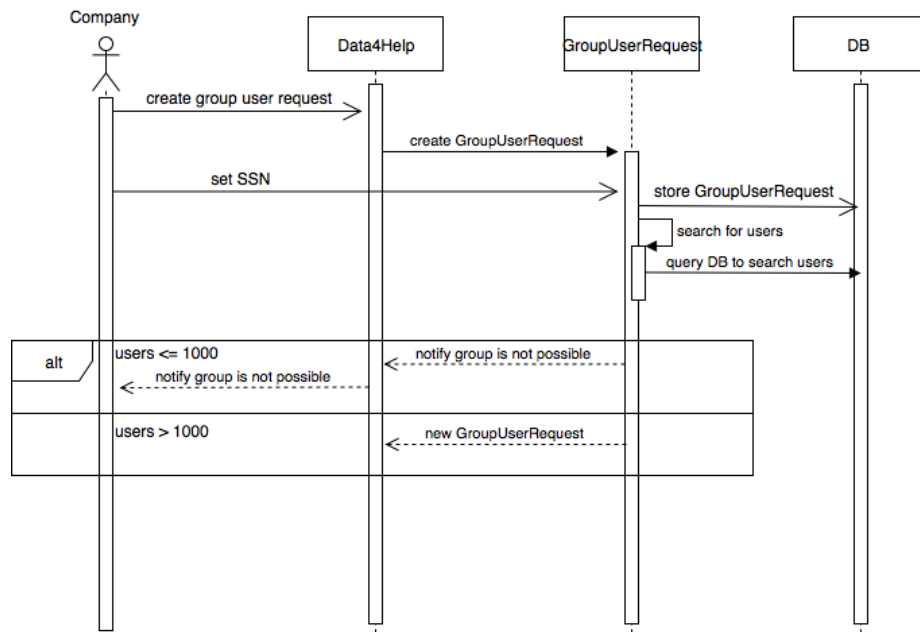 Company
Data4Help
GroupUserRequest
DB
create group user request
create GroupUserRequest
set SSN
store GroupUserRequest
search for users
query DB to search users
alt
users <= 1000
notify group is not possible
notify group is not possible
users > 1000
new GroupUserRequest